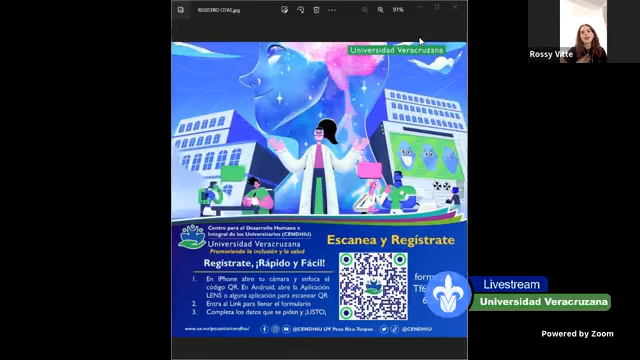 REGISTRO CITAS.jpg
91%
Universidad Veracruzana
Rossy Vitte
Centro para el Desarrollo Humano e
Integral de los Universitarios (CENDHIU)
Universidad Veracruzana
Promoviendo la inclusión y la salud
Escanea y Regístrate
Regístrate, ¡Rápido y Fácil!
1. En IPhone abre tu cámara y enfoca el
código QR. En Android, abre la Aplicación
LENS o alguna aplicación para escanear QR
2. Entra al Link para llenar el formulario
3. Completa los datos que se piden y ¡LISTO¡
form
Tf6
6
Livestream
Universidad Veracruzana
@CENDHIU UV Poza Rica-Tuxpan
@CENDHIU
Powered by Zoom